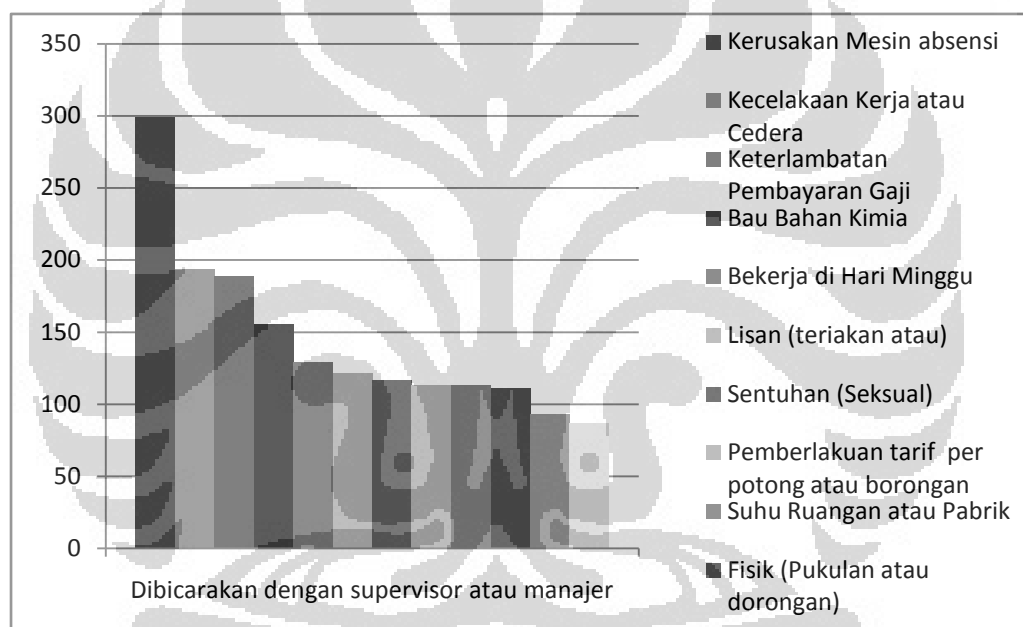 350
300
250
200
150
100
50
0
Dibicarakan dengan supervisor atau manajer
Kerusakan Mesin absensi
Kecelakaan Kerja atau
Cedera
Keterlambatan
Pembayaran Gaji
Bau Bahan Kimia
Bekerja di Hari Minggu
Lisan (teriakan atau)
Sentuhan (Seksual)
Pemberlakuan tarif per
potong atau borongan
Suhu Ruangan atau Pabrik
Fisik (Pukulan atau
dorongan)